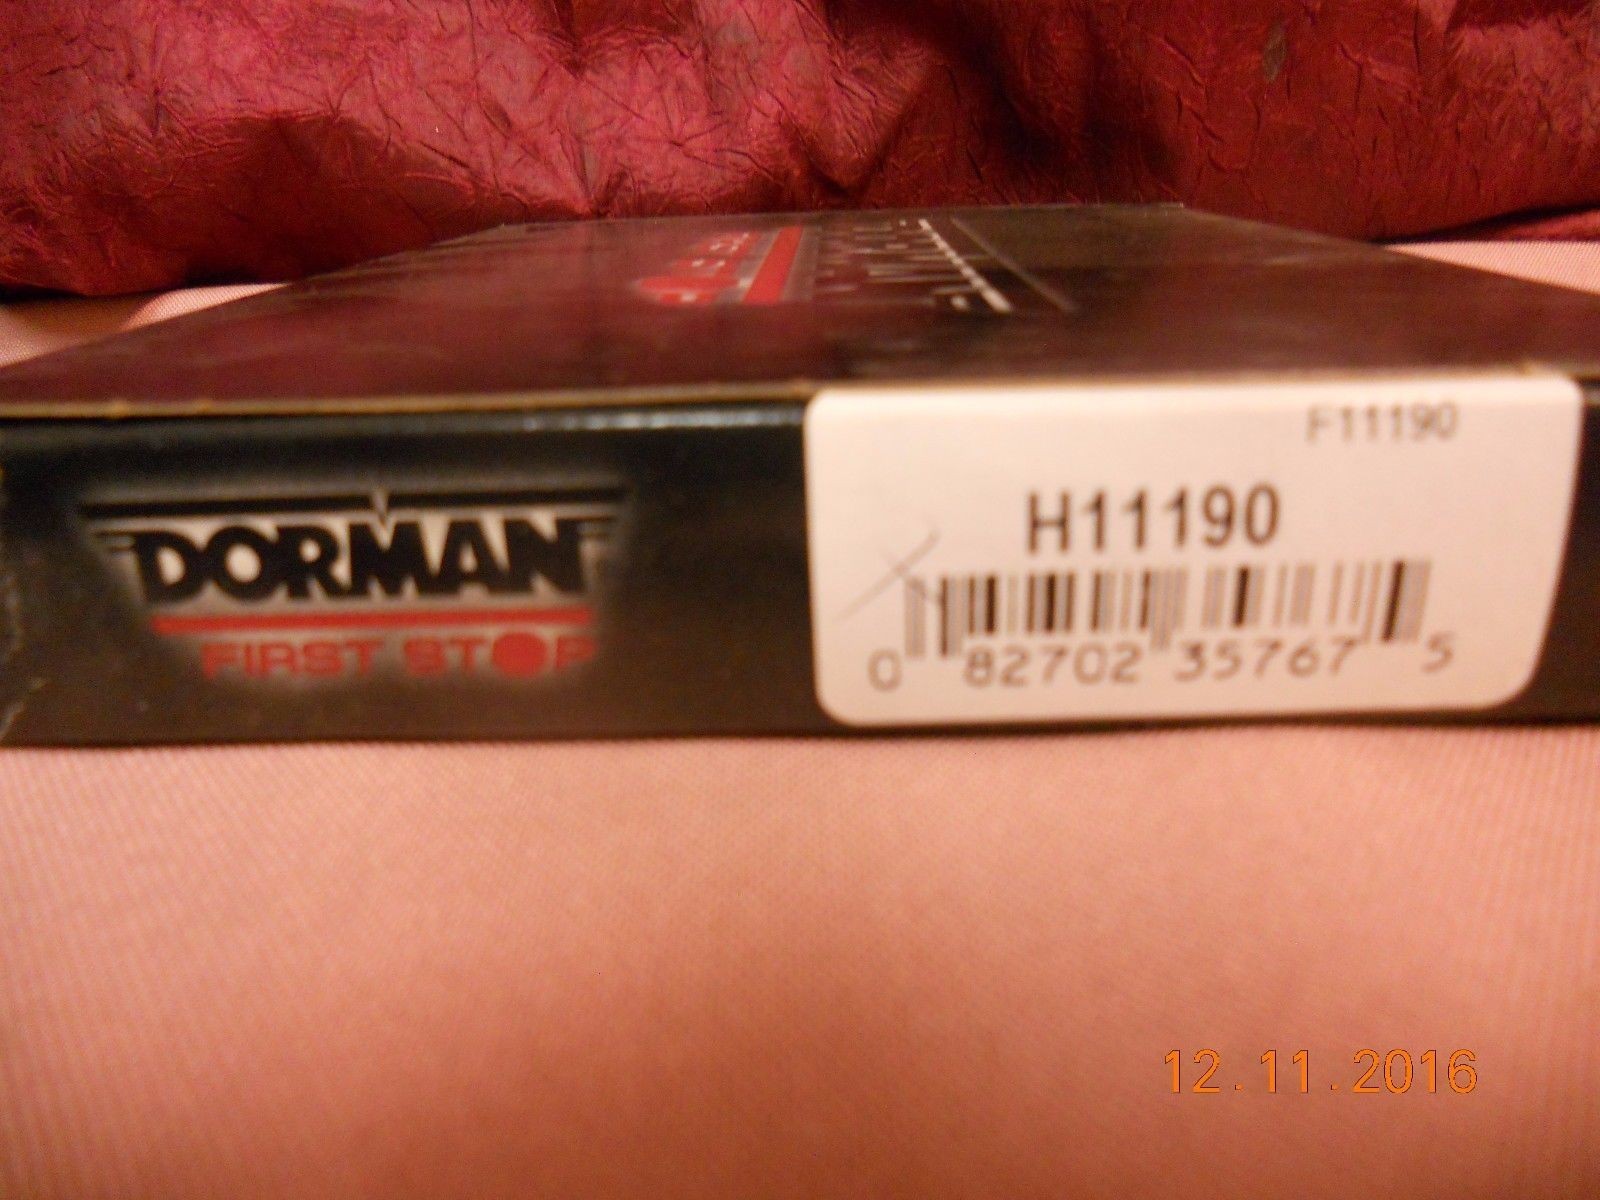 DORMAN
FIRST STOP
F11190
H11190
0 82702 35767 5
12.11.2016